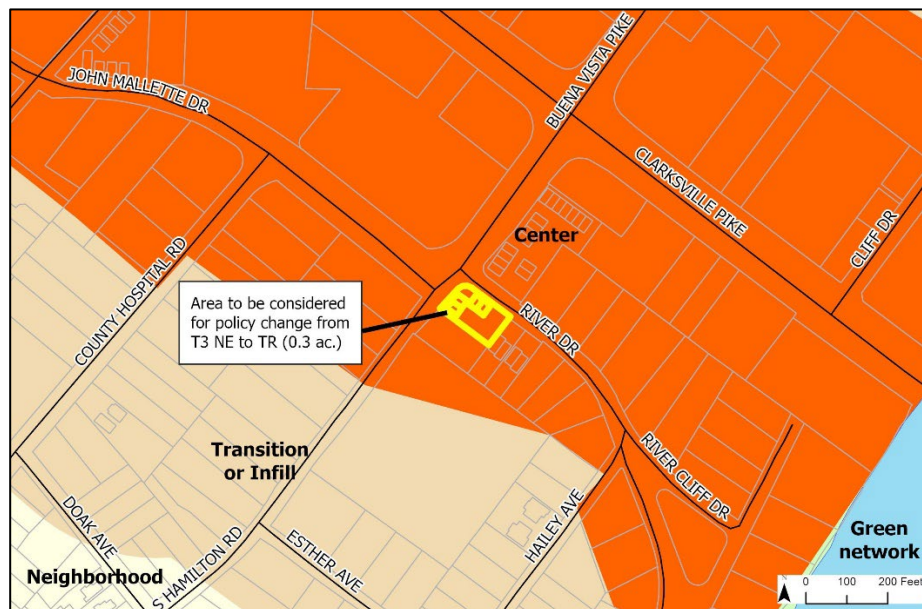 BUENA VISTA PIKE
JOHN MALLETTE DR
CLARKSVILLE PIKE
CLIFF DR
COUNTY HOSPITAL RD
Center
Area to be considered
for policy change from
T3 NE to TR (0.3 ac.)
RIVER DR
Transition
or Infill
RIVER CLIFF DR
HAILEY AVE
DOAK AVE
S HAMILTON RD
ESTHER AVE
Green
network
Neighborhood
0 100 200 Feet